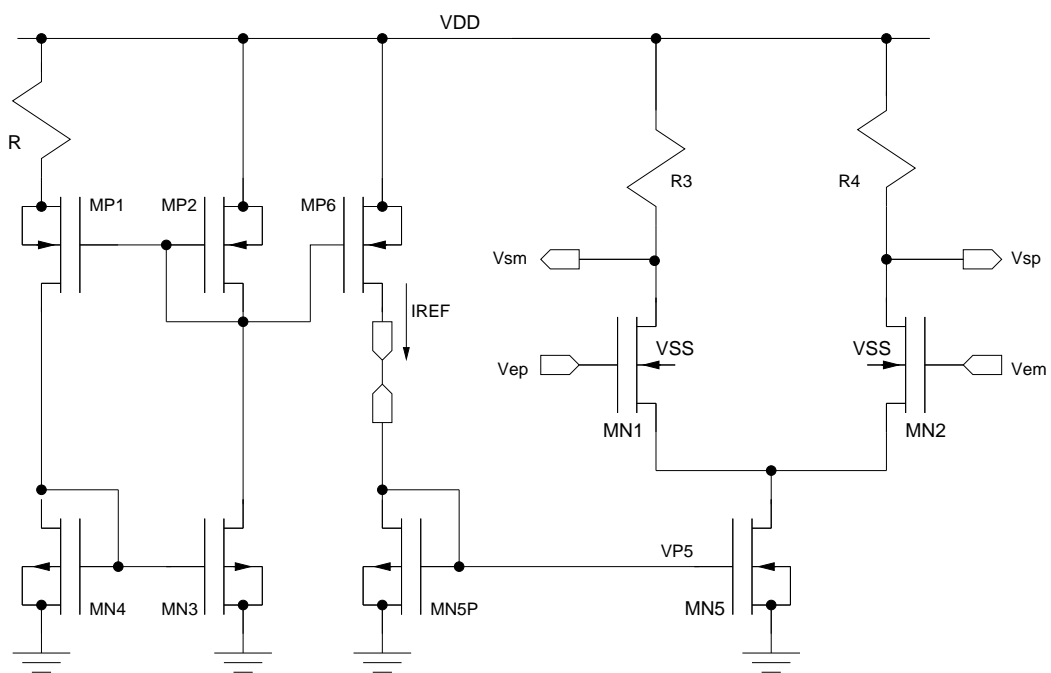 VDD
R
MP1
MP2
MP6
R3
R4
Vsm
Vsp
IREF
VSS
VSS
Vep
Vem
MN1
MN2
VP5
MN4
MN3
MN5P
MN5